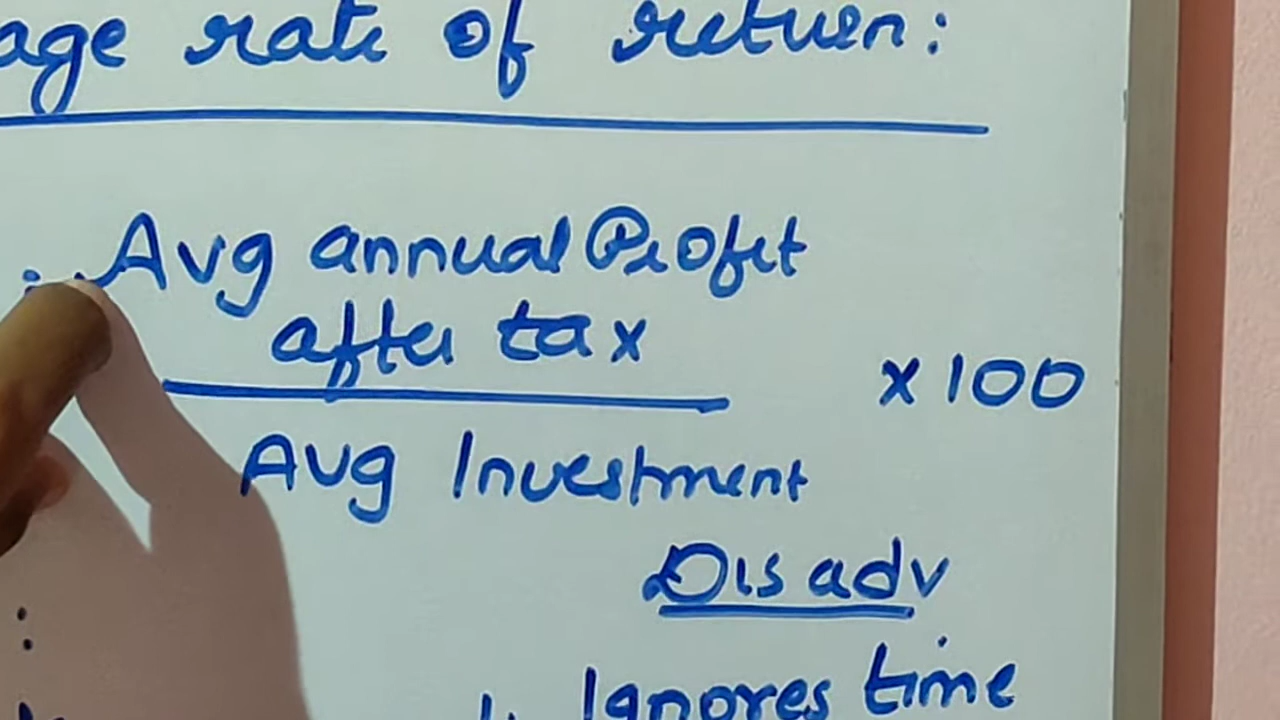 age rate of return:
Avg annual Profit
after tax
x 100
Avg Investment
Dis adv
Ignores time